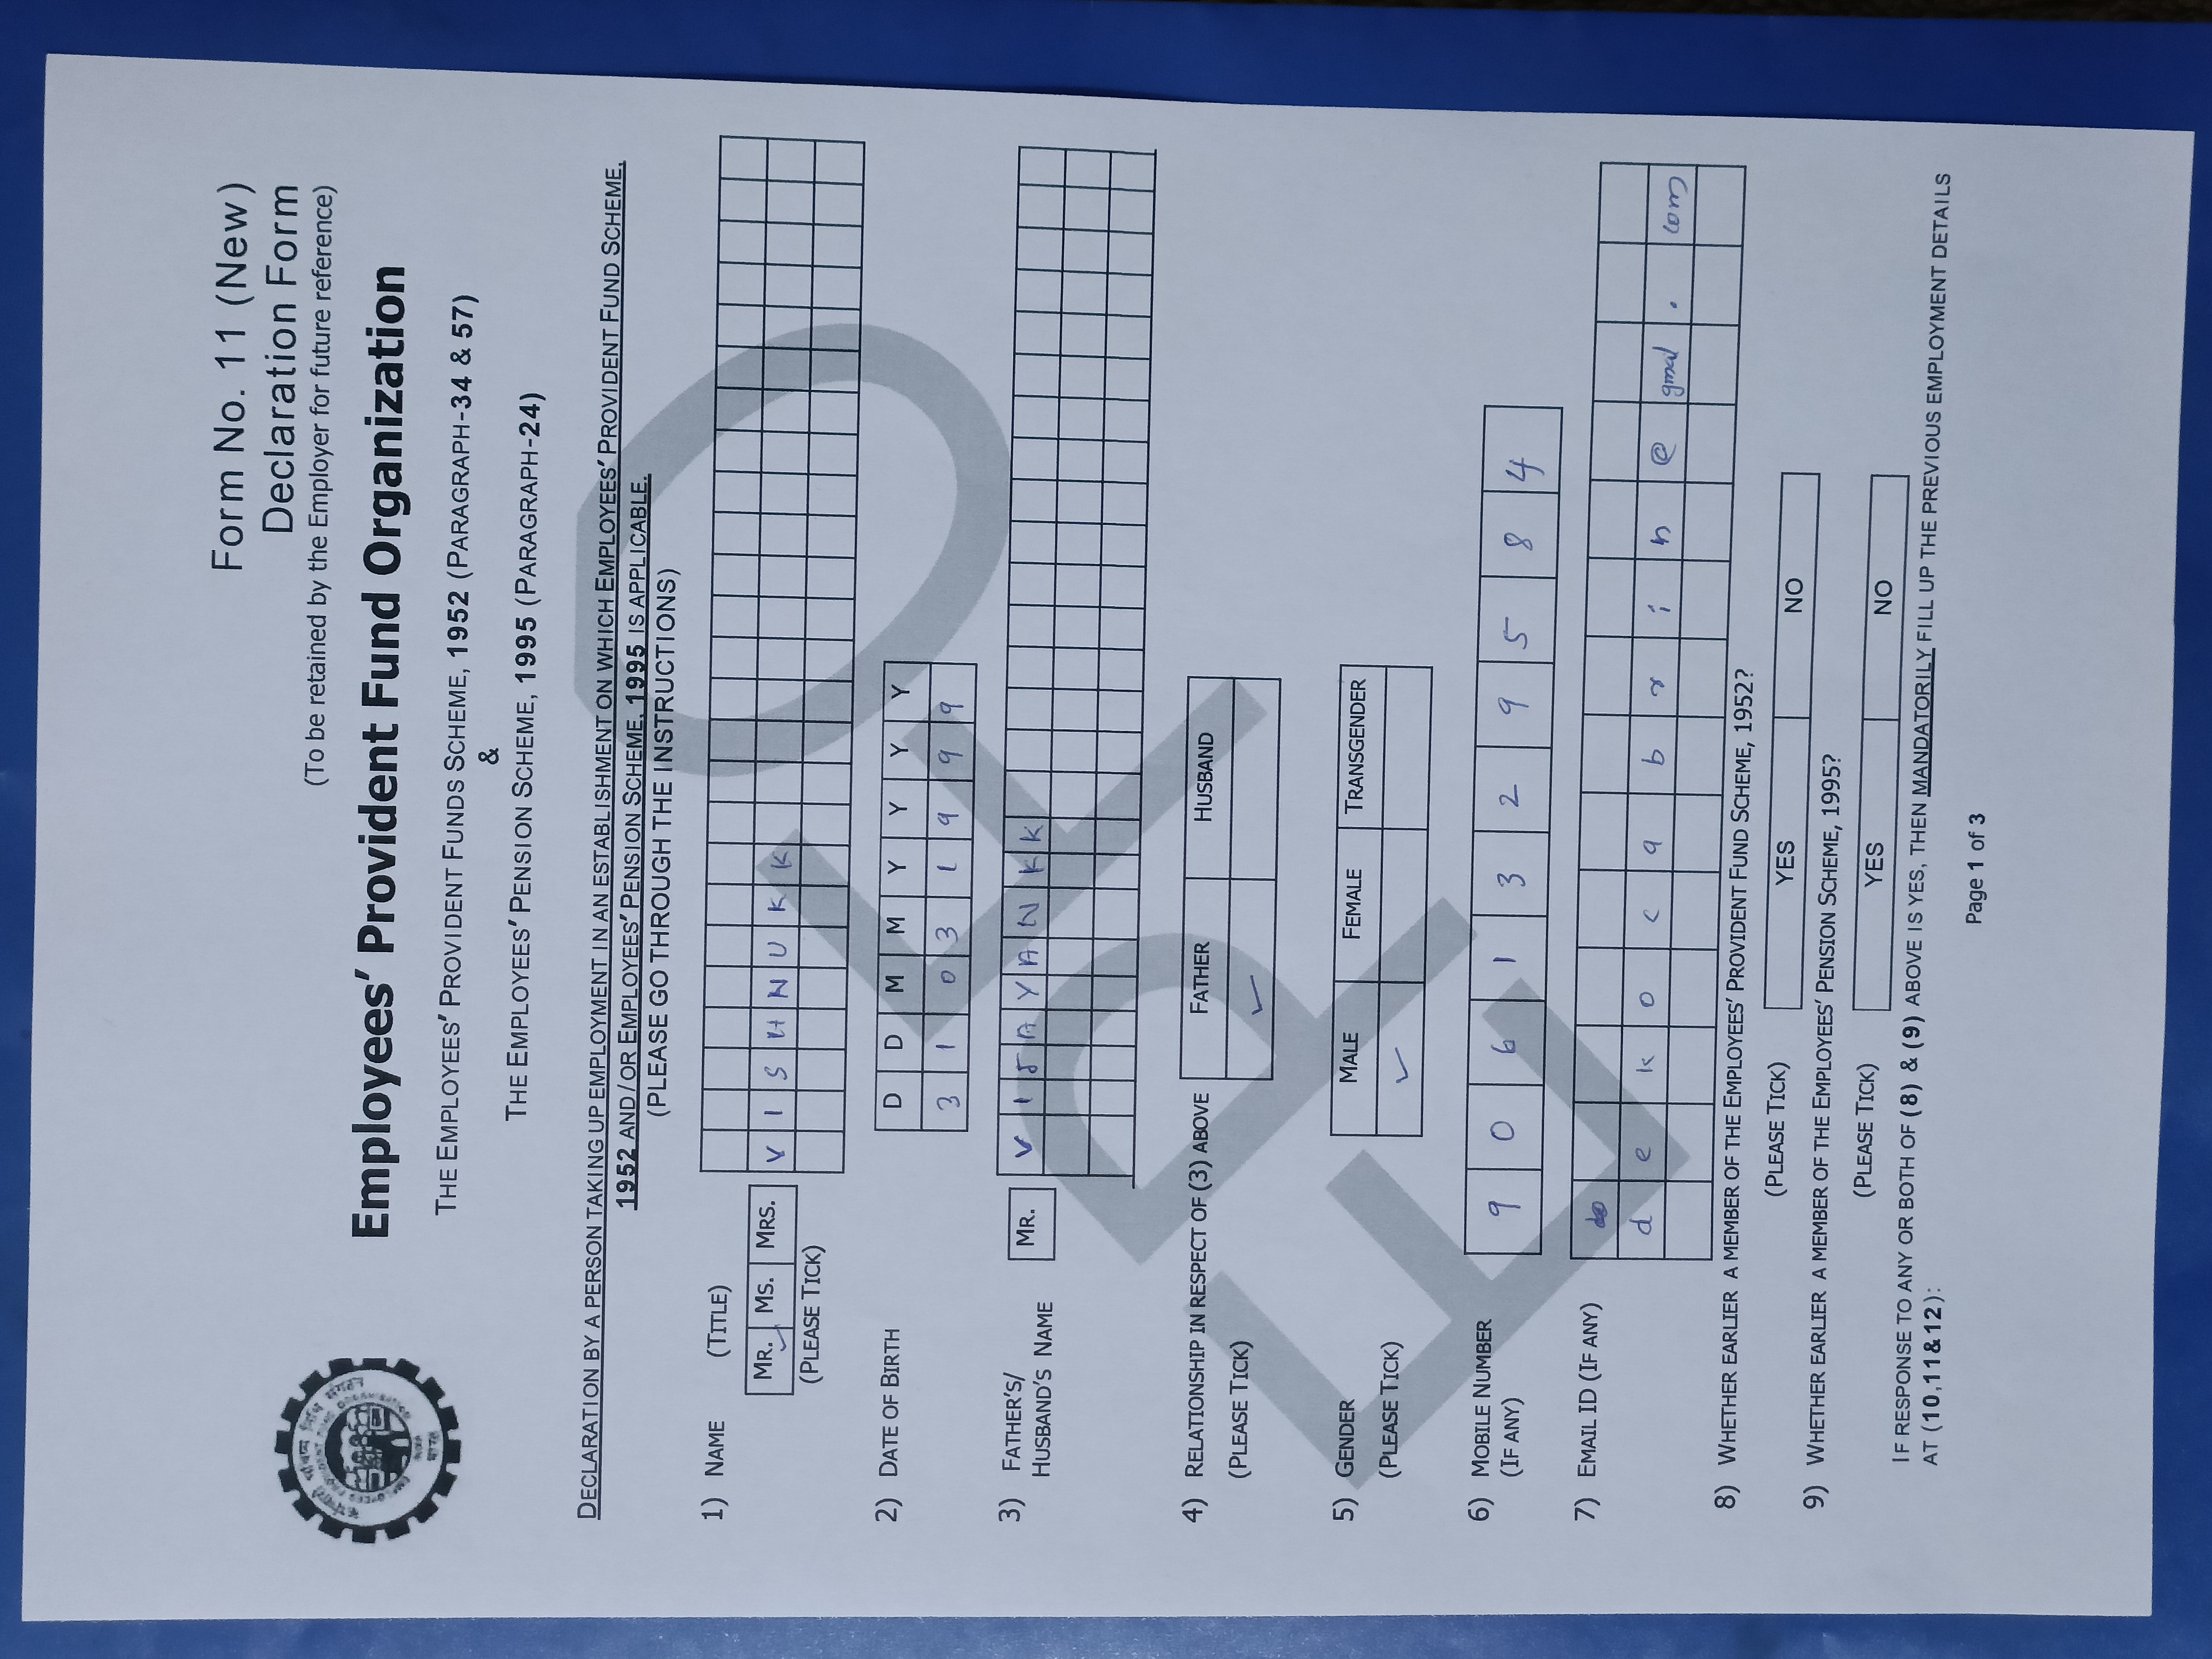 Form No. 11 (New)
Declaration Form
(To be retained by the Employer for future reference)
Employees' Provident Fund Organization
THE EMPLOYEES' PROVIDENT FUNDS SCHEME, 1952 (PARAGRAPH-34 & 57)
&
THE EMPLOYEES' PENSION SCHEME, 1995 (PARAGRAPH-24)
DECLARATION BY A PERSON TAKING UP EMPLOYMENT IN AN ESTABLISHMENT ON WHICH EMPLOYEES' PROVIDENT FUND SCHEME,
1952 AND/OR EMPLOYEES' PENSION SCHEME, 1995 IS APPLICABLE.
(PLEASE GO THROUGH THE INSTRUCTIONS)
1) NAME (TITLE)
MR. MS. MRS. V I S H N U K K
(PLEASE TICK)
2) DATE OF BIRTH D D M M Y Y Y Y
3 1 0 3 1 9 9 9
3) FATHER'S/ MR. V I J A Y A N K K
HUSBAND'S NAME
4) RELATIONSHIP IN RESPECT OF (3) ABOVE FATHER HUSBAND
(PLEASE TICK) ✓
5) GENDER MALE FEMALE TRANSGENDER
(PLEASE TICK) ✓
6) MOBILE NUMBER 9 0 6 1 3 2 9 5 8 4
(IF ANY)
7) EMAIL ID (IF ANY)
d e k o c a b r i n @ gmal . com
8) WHETHER EARLIER A MEMBER OF THE EMPLOYEES' PROVIDENT FUND SCHEME, 1952?
(PLEASE TICK) YES NO
9) WHETHER EARLIER A MEMBER OF THE EMPLOYEES' PENSION SCHEME, 1995?
(PLEASE TICK) YES NO
IF RESPONSE TO ANY OR BOTH OF (8) & (9) ABOVE IS YES, THEN MANDATORILY FILL UP THE PREVIOUS EMPLOYMENT DETAILS
AT (10,11&12):
Page 1 of 3
EPFO